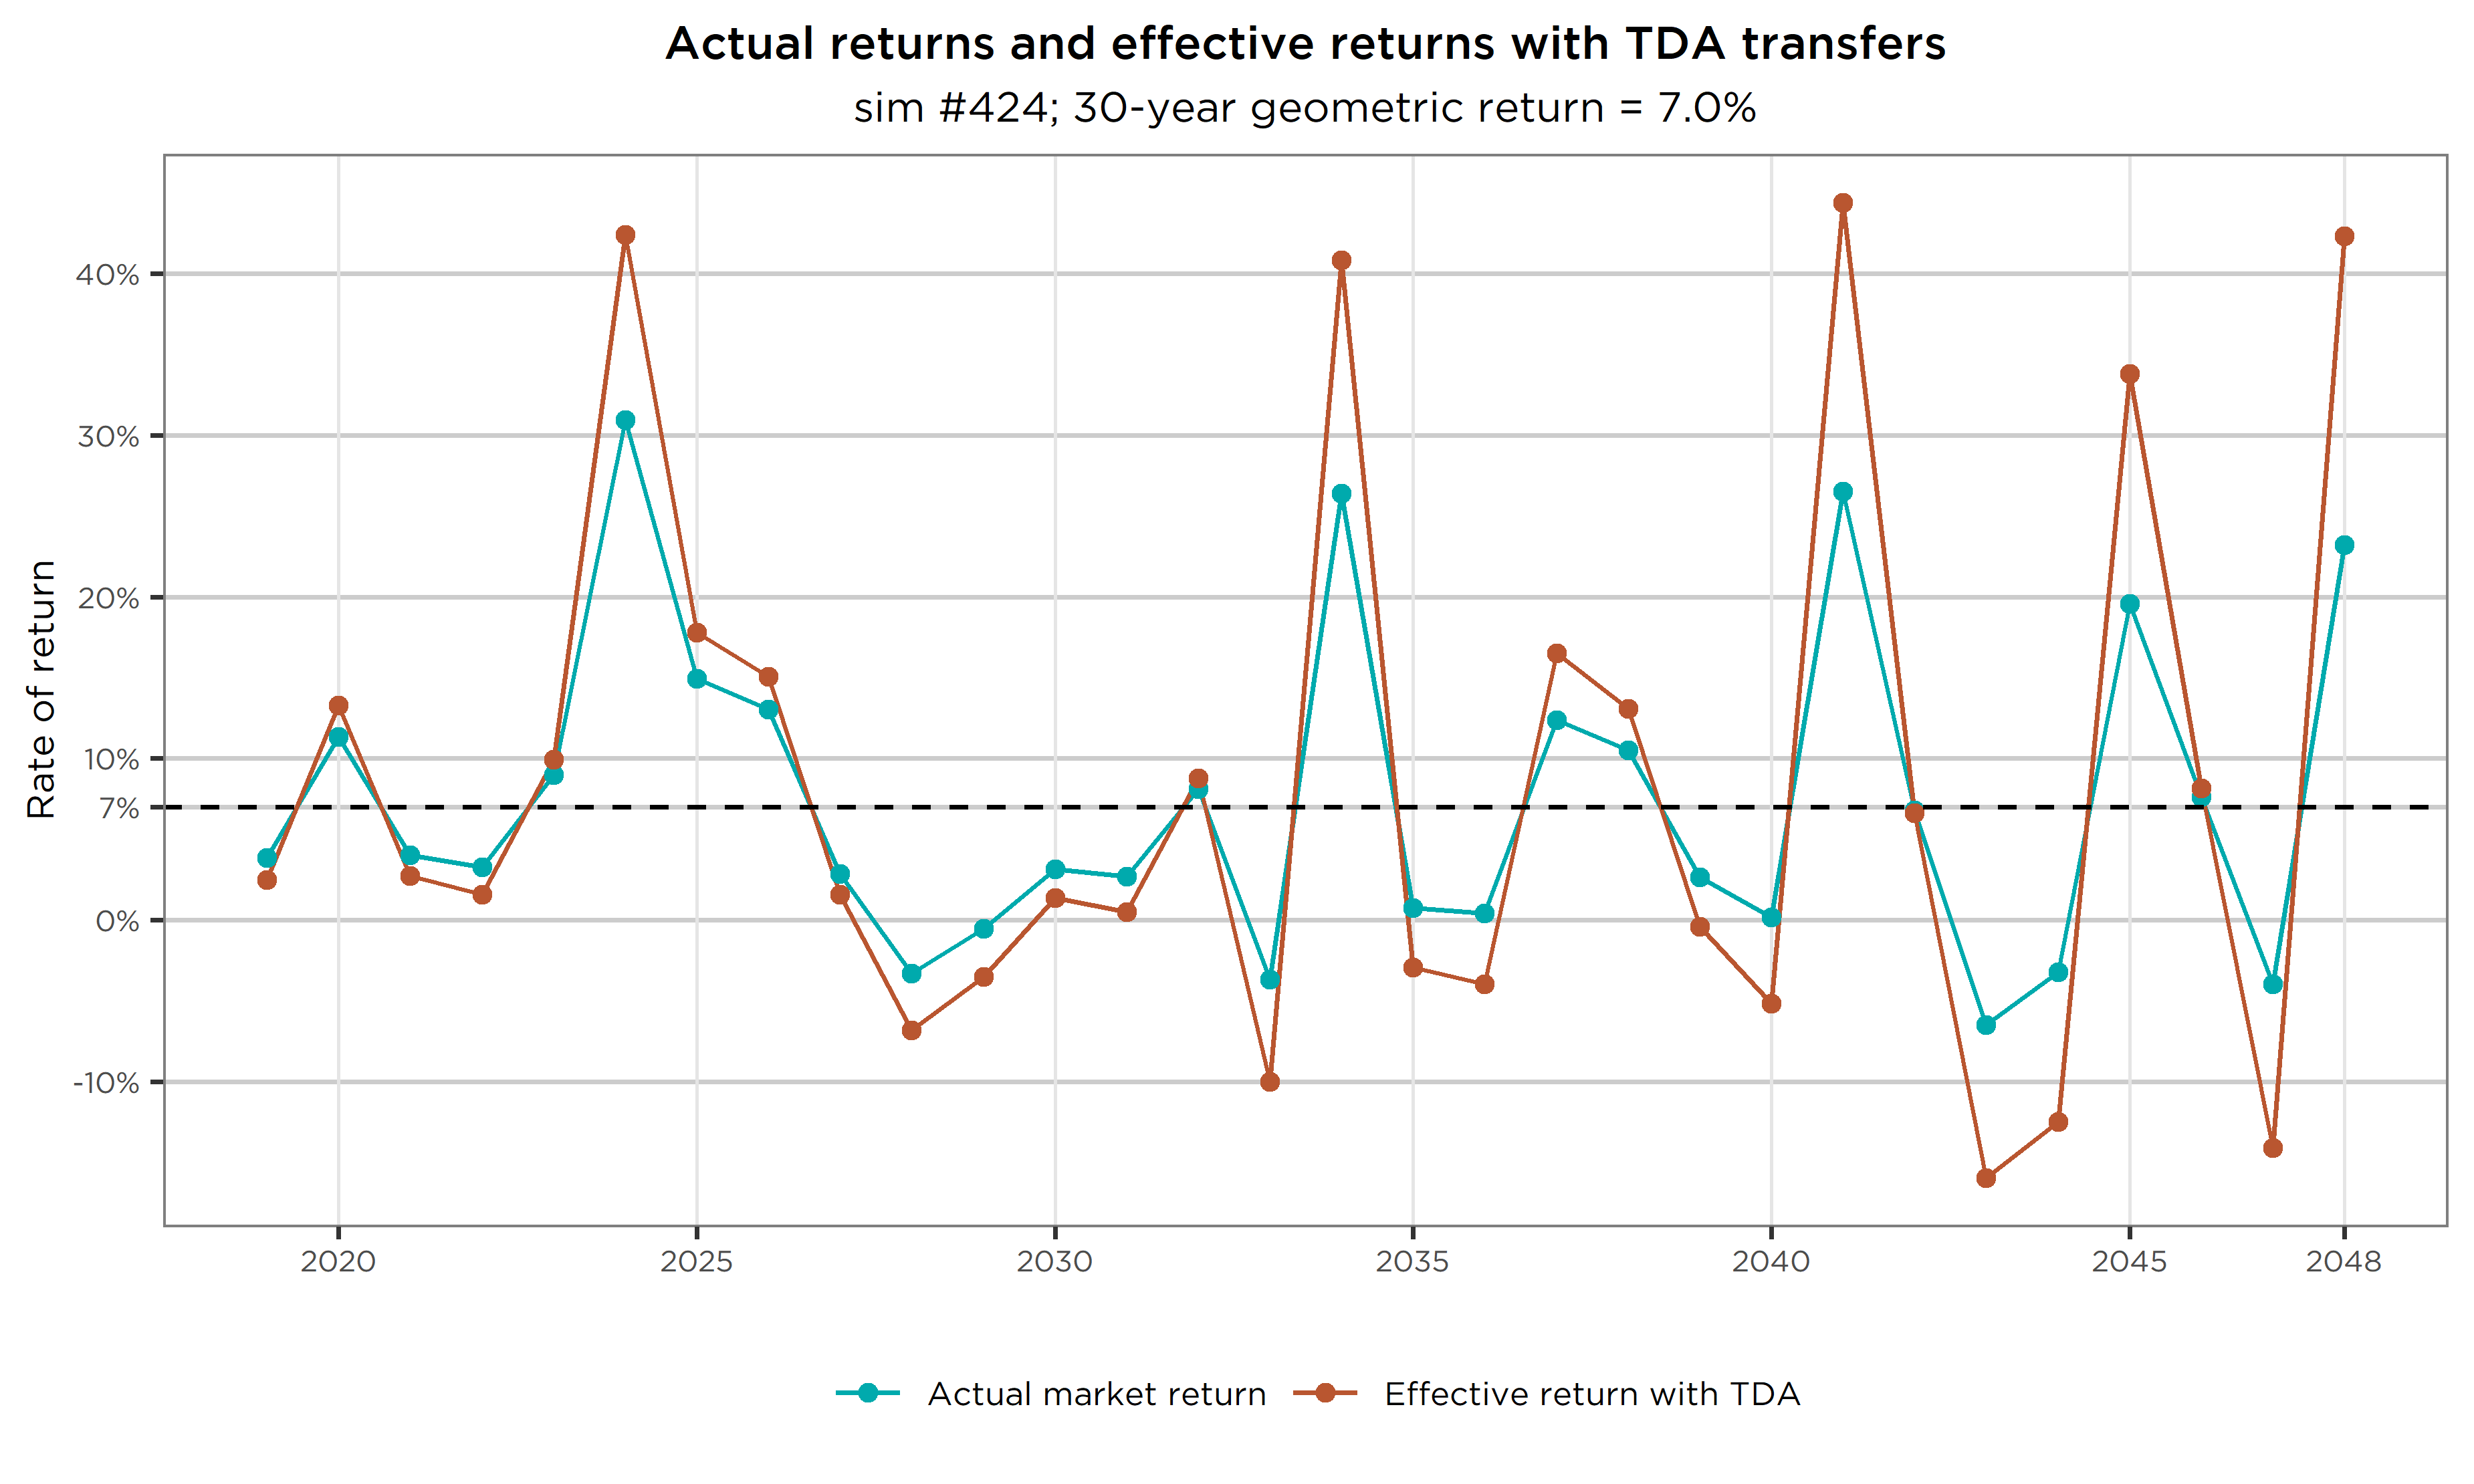 Actual returns and effective returns with TDA transfers
sim #424; 30-year geometric return = 7.0%
Rate of return
40%
30%
20%
10%
7%
0%
-10%
2020 2025 2030 2035 2040 2045 2048
Actual market return Effective return with TDA